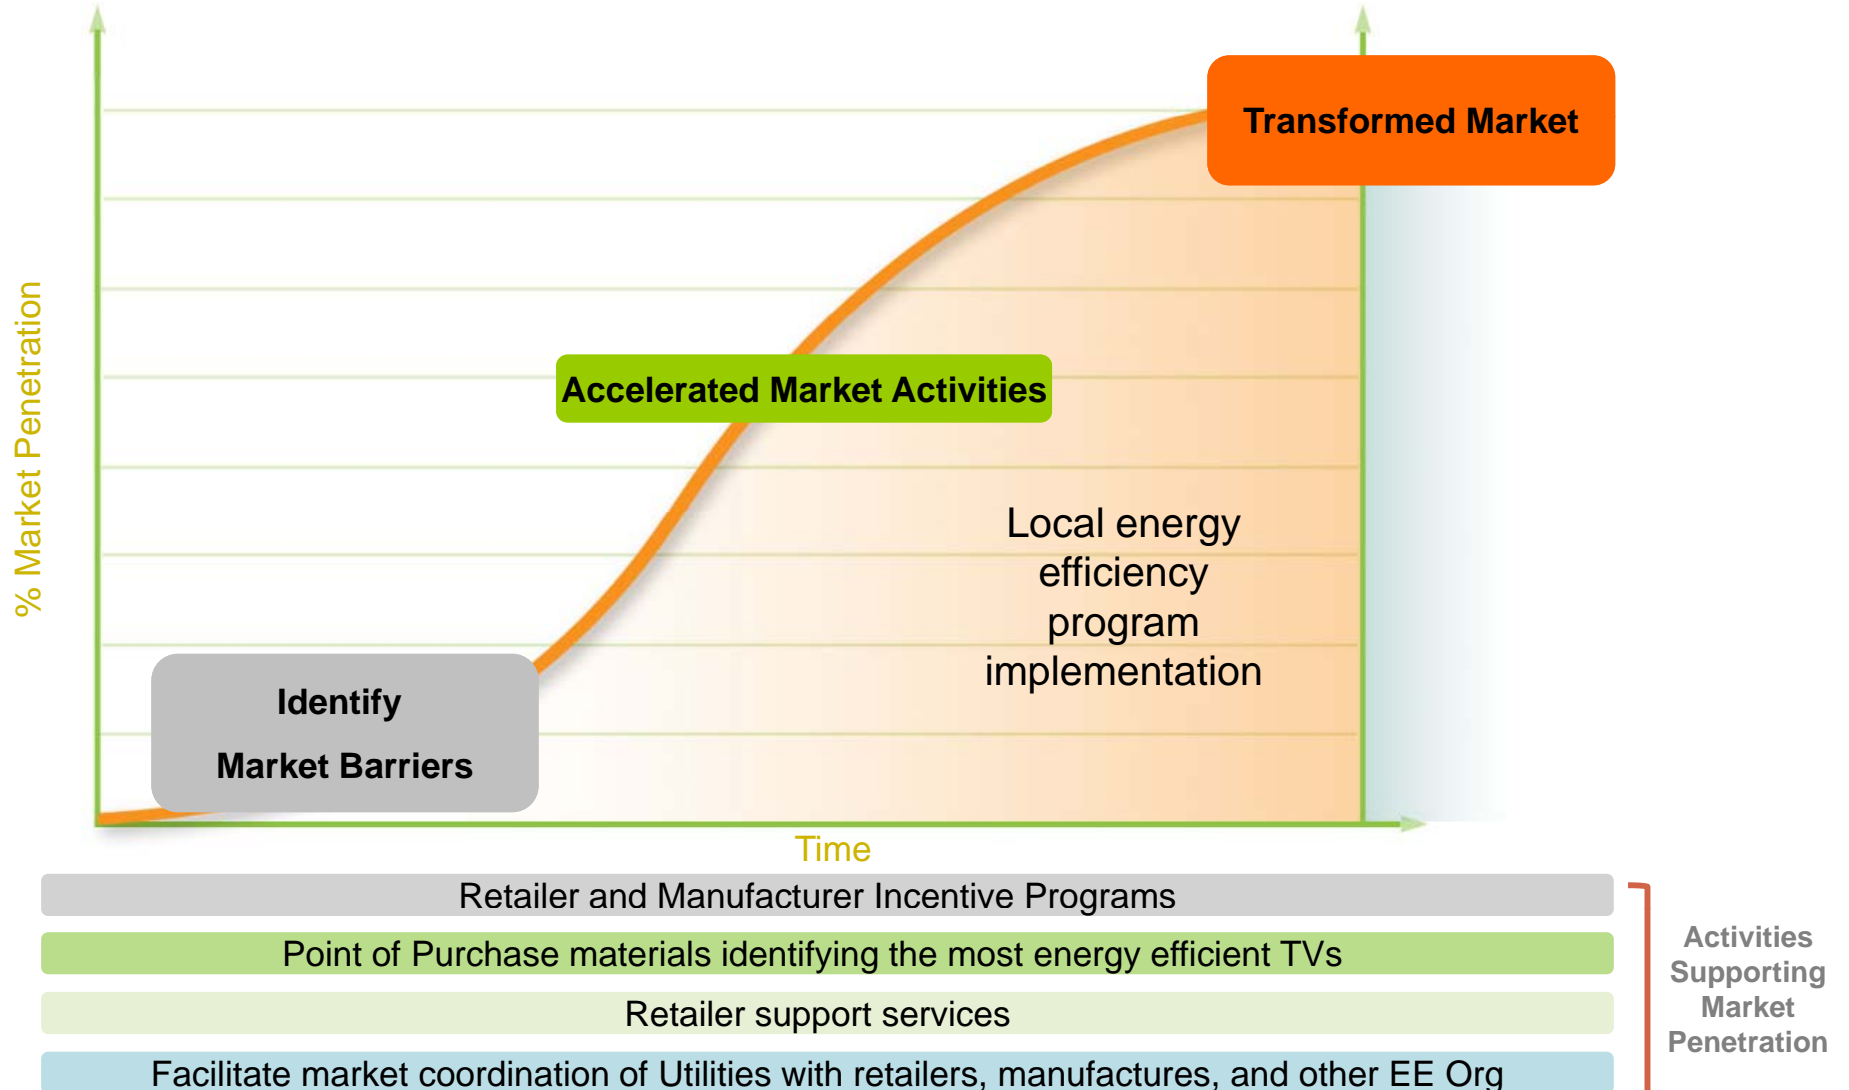 Transformed Market
% Market Penetration
Accelerated Market Activities
Local energy
efficiency
program
implementation
Identify
Market Barriers
Time
Retailer and Manufacturer Incentive Programs
Point of Purchase materials identifying the most energy efficient TVs
Retailer support services
Facilitate market coordination of Utilities with retailers, manufactures, and other EE Org
Activities
Supporting
Market
Penetration